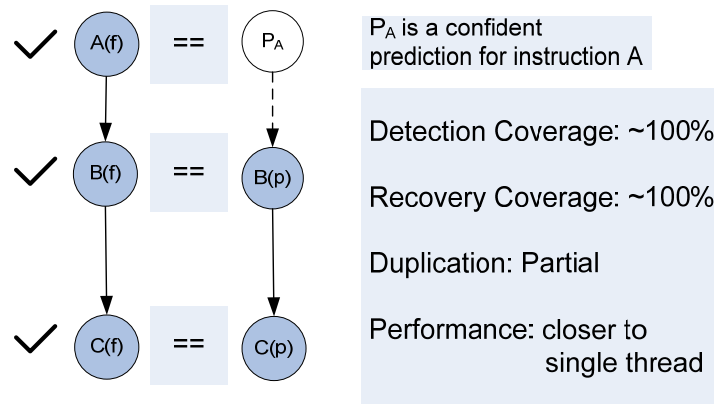 A(f) == PA
PA is a confident
prediction for instruction A
B(f) == B(p)
C(f) == C(p)
Detection Coverage: ~100%
Recovery Coverage: ~100%
Duplication: Partial
Performance: closer to
single thread